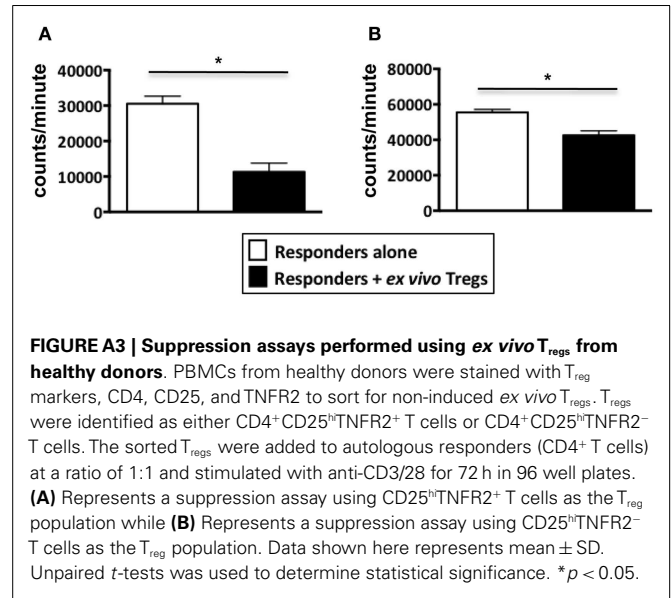 A
B
*
*
counts/minute
40000
30000
20000
10000
0
counts/minute
80000
60000
40000
20000
0
Responders alone
Responders + ex vivo Tregs
FIGURE A3 | Suppression assays performed using ex vivo Tregs from
healthy donors. PBMCs from healthy donors were stained with Treg
markers, CD4, CD25, and TNFR2 to sort for non-induced ex vivo Tregs. Tregs
were identified as either CD4⁺CD25ʰⁱTNFR2⁺ T cells or CD4⁺CD25ʰⁱTNFR2⁻
T cells. The sorted Tregs were added to autologous responders (CD4⁺ T cells)
at a ratio of 1:1 and stimulated with anti-CD3/28 for 72 h in 96 well plates.
(A) Represents a suppression assay using CD25ʰⁱTNFR2⁺ T cells as the Treg
population while (B) Represents a suppression assay using CD25ʰⁱTNFR2⁻
T cells as the Treg population. Data shown here represents mean ± SD.
Unpaired t-tests was used to determine statistical significance. *p < 0.05.